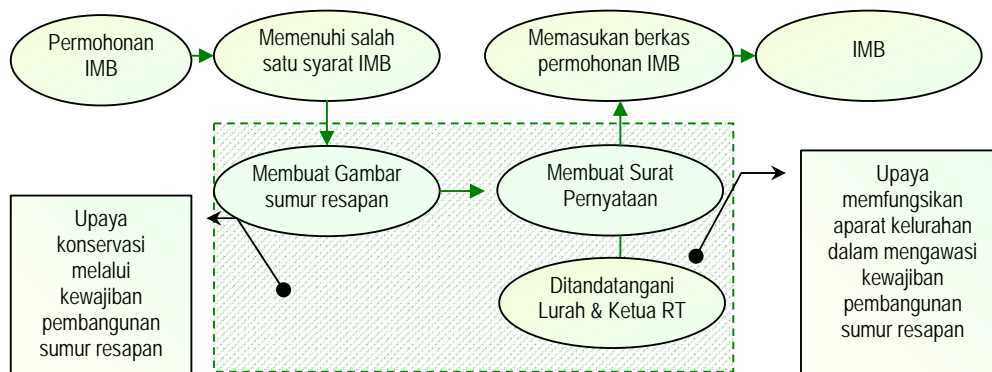 Permohonan
IMB
Memenuhi salah
satu syarat IMB
Memasukan berkas
permohonan IMB
IMB
Membuat Gambar
sumur resapan
Membuat Surat
Pernyataan
Ditandatangani
Lurah & Ketua RT
Upaya
konservasi
melalui
kewajiban
pembangunan
sumur resapan
Upaya
memfungsikan
aparat kelurahan
dalam mengawasi
kewajiban
pembangunan
sumur resapan